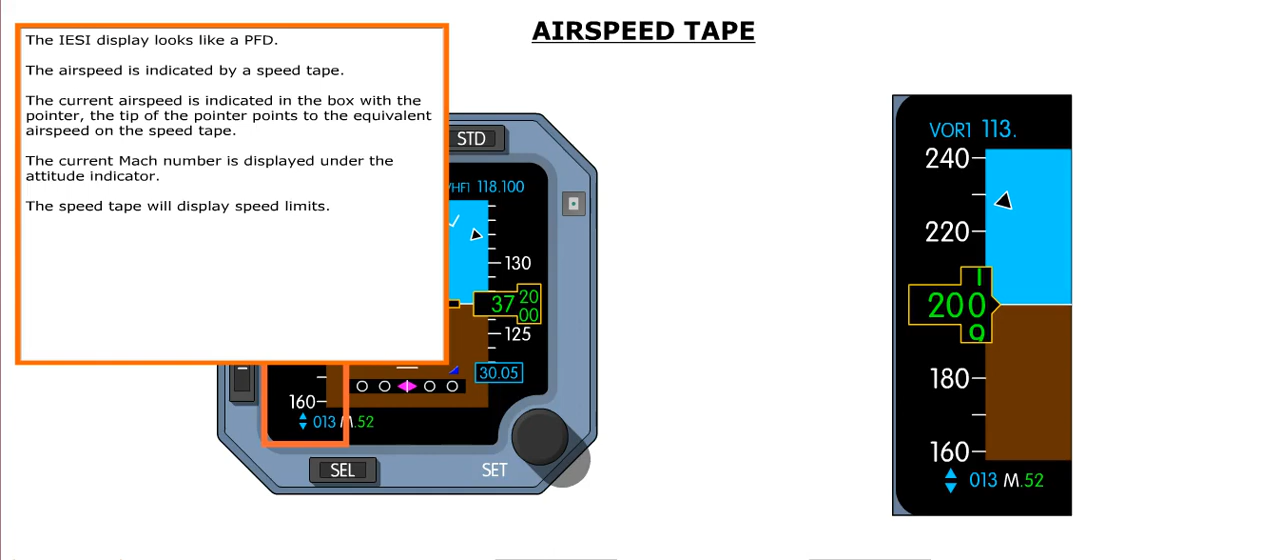 AIRSPEED TAPE
The IESI display looks like a PFD.
The airspeed is indicated by a speed tape.
The current airspeed is indicated in the box with the
pointer, the tip of the pointer points to the equivalent
airspeed on the speed tape.
The current Mach number is displayed under the
attitude indicator.
The speed tape will display speed limits.
STD
VHF1 118.100
130
37 20
00
125
30.05
160
013 M.52
SEL
SET
VOR1 113.
240
220
1
200
9
180
160
013 M.52